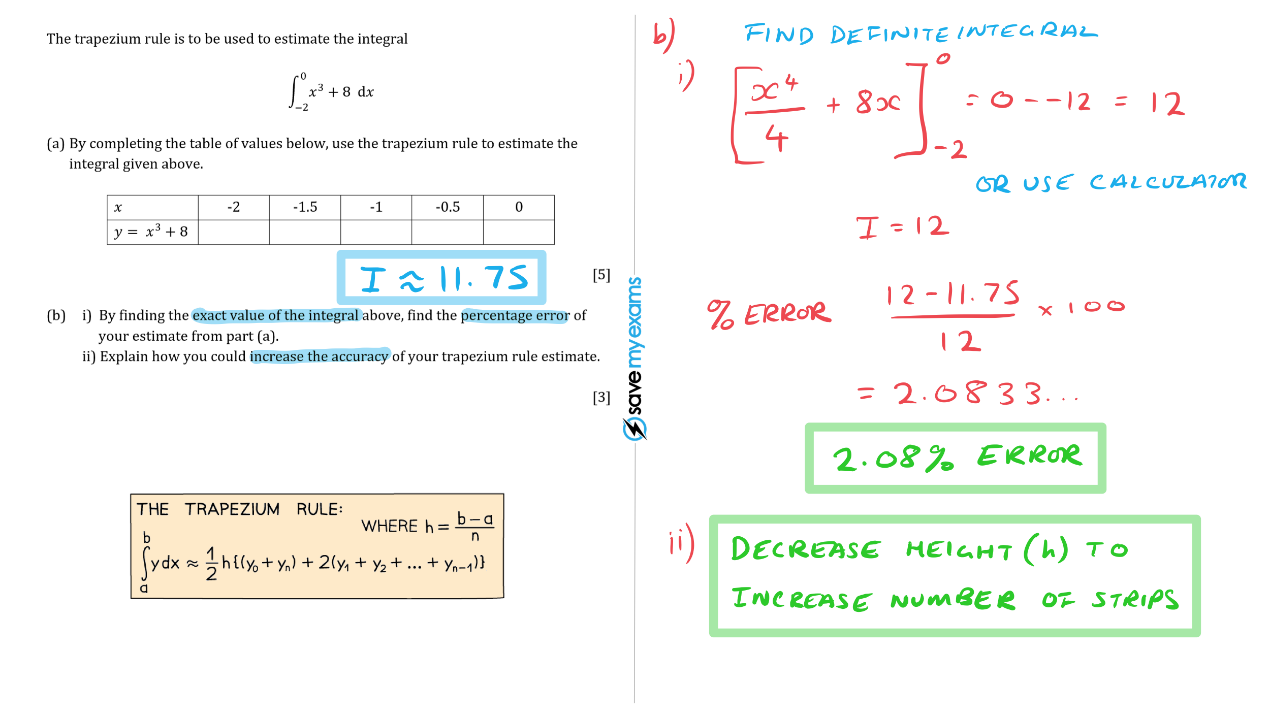 The trapezium rule is to be used to estimate the integral
∫₋₂⁰ x³ + 8 dx
(a) By completing the table of values below, use the trapezium rule to estimate the
integral given above.
x -2 -1.5 -1 -0.5 0
y = x³ + 8
I ≈ 11.75
[5]
(b) i) By finding the exact value of the integral above, find the percentage error of
your estimate from part (a).
ii) Explain how you could increase the accuracy of your trapezium rule estimate.
[3]
THE TRAPEZIUM RULE:
WHERE h = (b-a)/n
∫ₐᵇ y dx ≈ 1/2 h{(y₀ + yₙ) + 2(y₁ + y₂ + ... + yₙ₋₁)}
save my exams
b) FIND DEFINITE INTEGRAL
i) [x⁴/4 + 8x]₋₂⁰ = 0 - -12 = 12
OR USE CALCULATOR
I = 12
% ERROR (12 - 11.75)/12 × 100
= 2.0833...
2.08% ERROR
ii) DECREASE HEIGHT (h) TO
INCREASE NUMBER OF STRIPS